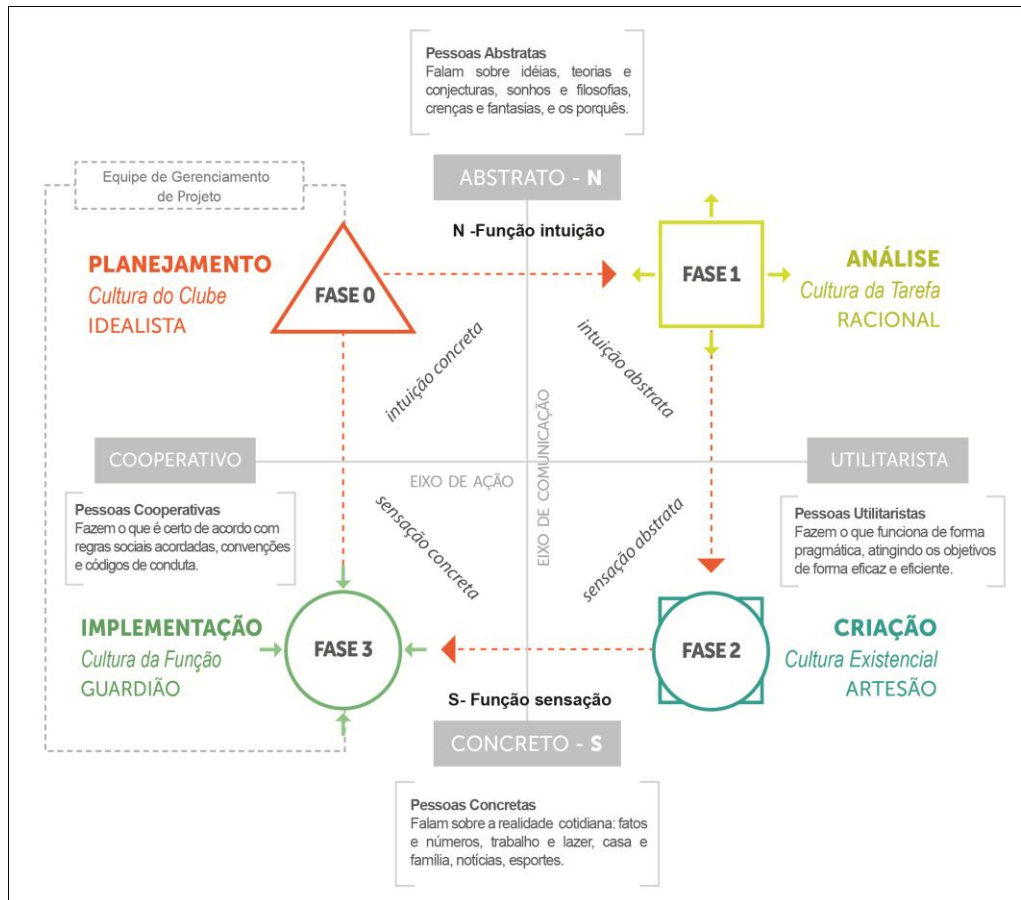 Pessoas Abstratas
Falam sobre idéias, teorias e
conjecturas, sonhos e filosofias,
crenças e fantasias, e os porquês.
ABSTRATO - N
Equipe de Gerenciamento
de Projeto
N -Função intuição
PLANEJAMENTO
Cultura do Clube
IDEALISTA
FASE 0
FASE 1
ANÁLISE
Cultura da Tarefa
RACIONAL
intuição concreta
intuição abstrata
COOPERATIVO
EIXO DE AÇÃO
EIXO DE COMUNICAÇÃO
UTILITARISTA
Pessoas Cooperativas
Fazem o que é certo de acordo com
regras sociais acordadas, convenções
e códigos de conduta.
sensação concreta
sensação abstrata
Pessoas Utilitaristas
Fazem o que funciona de forma
pragmática, atingindo os objetivos
de forma eficaz e eficiente.
IMPLEMENTAÇÃO
Cultura da Função
GUARDIÃO
FASE 3
FASE 2
CRIAÇÃO
Cultura Existencial
ARTESÃO
S- Função sensação
CONCRETO - S
Pessoas Concretas
Falam sobre a realidade cotidiana: fatos
e números, trabalho e lazer, casa e
família, notícias, esportes.